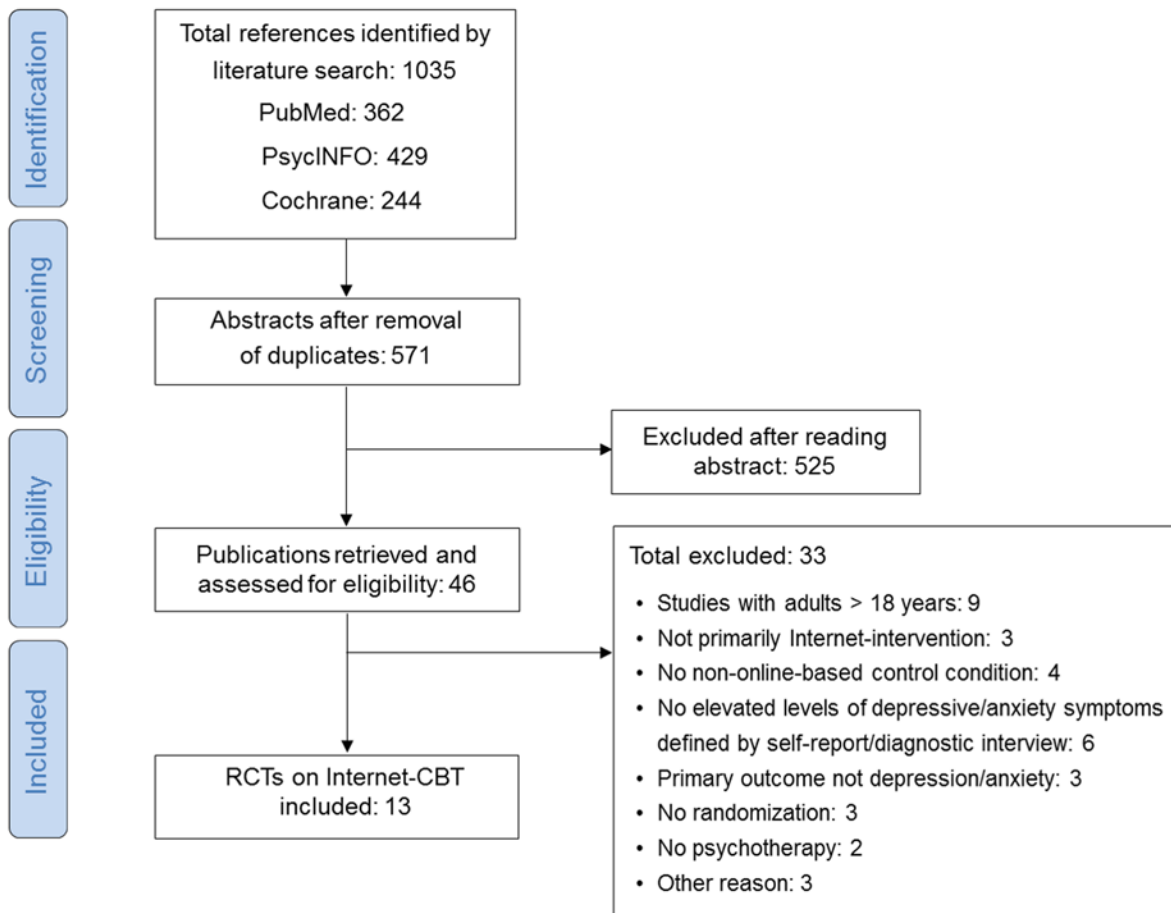 Identification
Total references identified by
literature search: 1035
PubMed: 362
PsycINFO: 429
Cochrane: 244
Screening
Abstracts after removal
of duplicates: 571
Excluded after reading
abstract: 525
Eligibility
Publications retrieved and
assessed for eligibility: 46
Total excluded: 33
• Studies with adults > 18 years: 9
• Not primarily Internet-intervention: 3
• No non-online-based control condition: 4
• No elevated levels of depressive/anxiety symptoms
defined by self-report/diagnostic interview: 6
• Primary outcome not depression/anxiety: 3
• No randomization: 3
• No psychotherapy: 2
• Other reason: 3
Included
RCTs on Internet-CBT
included: 13